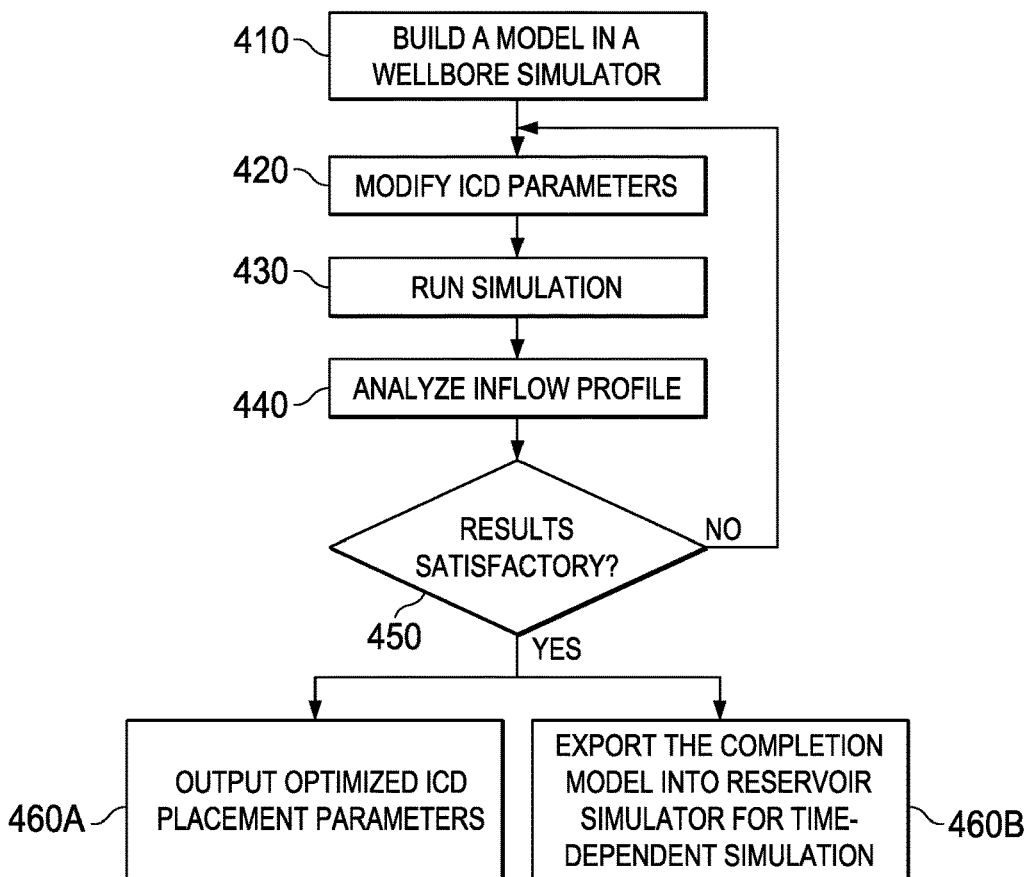 410
BUILD A MODEL IN A
WELLBORE SIMULATOR
420
MODIFY ICD PARAMETERS
430
RUN SIMULATION
440
ANALYZE INFLOW PROFILE
RESULTS
SATISFACTORY?
NO
450
YES
460A
OUTPUT OPTIMIZED ICD
PLACEMENT PARAMETERS
EXPORT THE COMPLETION
MODEL INTO RESERVOIR
SIMULATOR FOR TIME-
DEPENDENT SIMULATION
460B